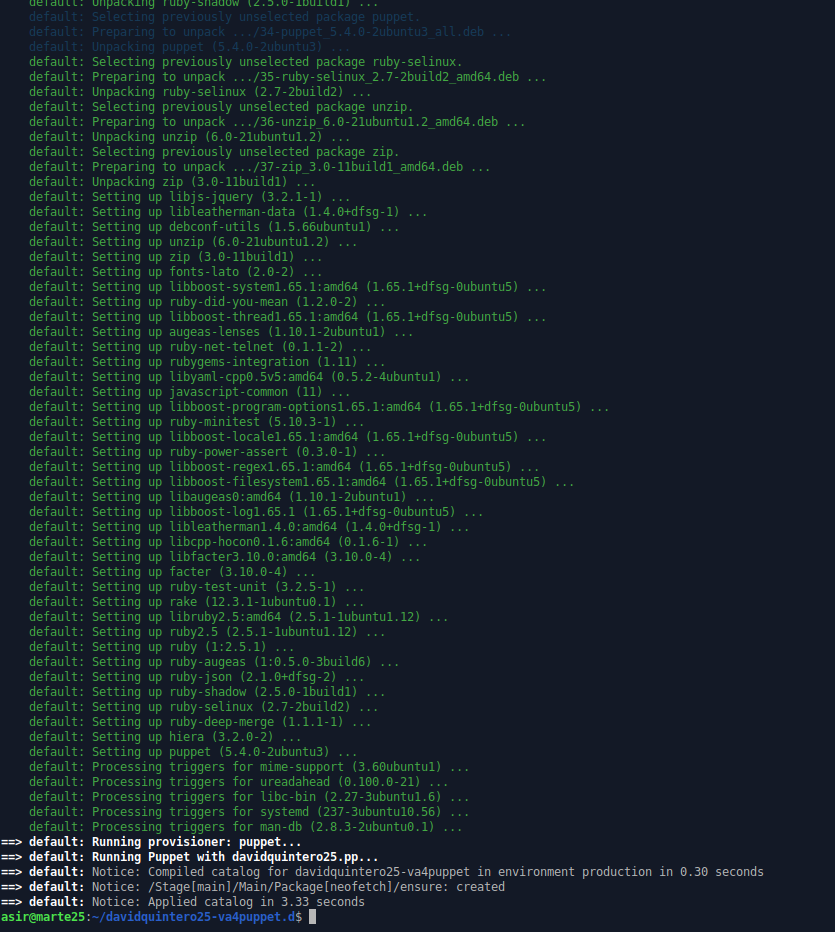 default: Unpacking ruby-shadow (2.5.0-1build1) ...
default: Selecting previously unselected package puppet.
default: Preparing to unpack .../34-puppet_5.4.0-2ubuntu3_all.deb ...
default: Unpacking puppet (5.4.0-2ubuntu3) ...
default: Selecting previously unselected package ruby-selinux.
default: Preparing to unpack .../35-ruby-selinux_2.7-2build2_amd64.deb ...
default: Unpacking ruby-selinux (2.7-2build2) ...
default: Selecting previously unselected package unzip.
default: Preparing to unpack .../36-unzip_6.0-21ubuntu1.2_amd64.deb ...
default: Unpacking unzip (6.0-21ubuntu1.2) ...
default: Selecting previously unselected package zip.
default: Preparing to unpack .../37-zip_3.0-11build1_amd64.deb ...
default: Unpacking zip (3.0-11build1) ...
default: Setting up libjs-jquery (3.2.1-1) ...
default: Setting up libleatherman-data (1.4.0+dfsg-1) ...
default: Setting up debconf-utils (1.5.66ubuntu1) ...
default: Setting up unzip (6.0-21ubuntu1.2) ...
default: Setting up zip (3.0-11build1) ...
default: Setting up fonts-lato (2.0-2) ...
default: Setting up libboost-system1.65.1:amd64 (1.65.1+dfsg-0ubuntu5) ...
default: Setting up ruby-did-you-mean (1.2.0-2) ...
default: Setting up libboost-thread1.65.1:amd64 (1.65.1+dfsg-0ubuntu5) ...
default: Setting up augeas-lenses (1.10.1-2ubuntu1) ...
default: Setting up ruby-net-telnet (0.1.1-2) ...
default: Setting up rubygems-integration (1.11) ...
default: Setting up libyaml-cpp0.5v5:amd64 (0.5.2-4ubuntu1) ...
default: Setting up javascript-common (11) ...
default: Setting up libboost-program-options1.65.1:amd64 (1.65.1+dfsg-0ubuntu5) ...
default: Setting up ruby-minitest (5.10.3-1) ...
default: Setting up libboost-locale1.65.1:amd64 (1.65.1+dfsg-0ubuntu5) ...
default: Setting up ruby-power-assert (0.3.0-1) ...
default: Setting up libboost-regex1.65.1:amd64 (1.65.1+dfsg-0ubuntu5) ...
default: Setting up libboost-filesystem1.65.1:amd64 (1.65.1+dfsg-0ubuntu5) ...
default: Setting up libaugeas0:amd64 (1.10.1-2ubuntu1) ...
default: Setting up libboost-log1.65.1 (1.65.1+dfsg-0ubuntu5) ...
default: Setting up libleatherman1.4.0:amd64 (1.4.0+dfsg-1) ...
default: Setting up libcpp-hocon0.1.6:amd64 (0.1.6-1) ...
default: Setting up libfacter3.10.0:amd64 (3.10.0-4) ...
default: Setting up facter (3.10.0-4) ...
default: Setting up ruby-test-unit (3.2.5-1) ...
default: Setting up rake (12.3.1-1ubuntu0.1) ...
default: Setting up libruby2.5:amd64 (2.5.1-1ubuntu1.12) ...
default: Setting up ruby2.5 (2.5.1-1ubuntu1.12) ...
default: Setting up ruby (1:2.5.1) ...
default: Setting up ruby-augeas (1:0.5.0-3build6) ...
default: Setting up ruby-json (2.1.0+dfsg-2) ...
default: Setting up ruby-shadow (2.5.0-1build1) ...
default: Setting up ruby-selinux (2.7-2build2) ...
default: Setting up ruby-deep-merge (1.1.1-1) ...
default: Setting up hiera (3.2.0-2) ...
default: Setting up puppet (5.4.0-2ubuntu3) ...
default: Processing triggers for mime-support (3.60ubuntu1) ...
default: Processing triggers for ureadahead (0.100.0-21) ...
default: Processing triggers for libc-bin (2.27-3ubuntu1.6) ...
default: Processing triggers for systemd (237-3ubuntu10.56) ...
default: Processing triggers for man-db (2.8.3-2ubuntu0.1) ...
==> default: Running provisioner: puppet...
==> default: Running Puppet with davidquintero25.pp...
==> default: Notice: Compiled catalog for davidquintero25-va4puppet in environment production in 0.30 seconds
==> default: Notice: /Stage[main]/Main/Package[neofetch]/ensure: created
==> default: Notice: Applied catalog in 3.33 seconds
asir@marte25:~/davidquintero25-va4puppet.d$